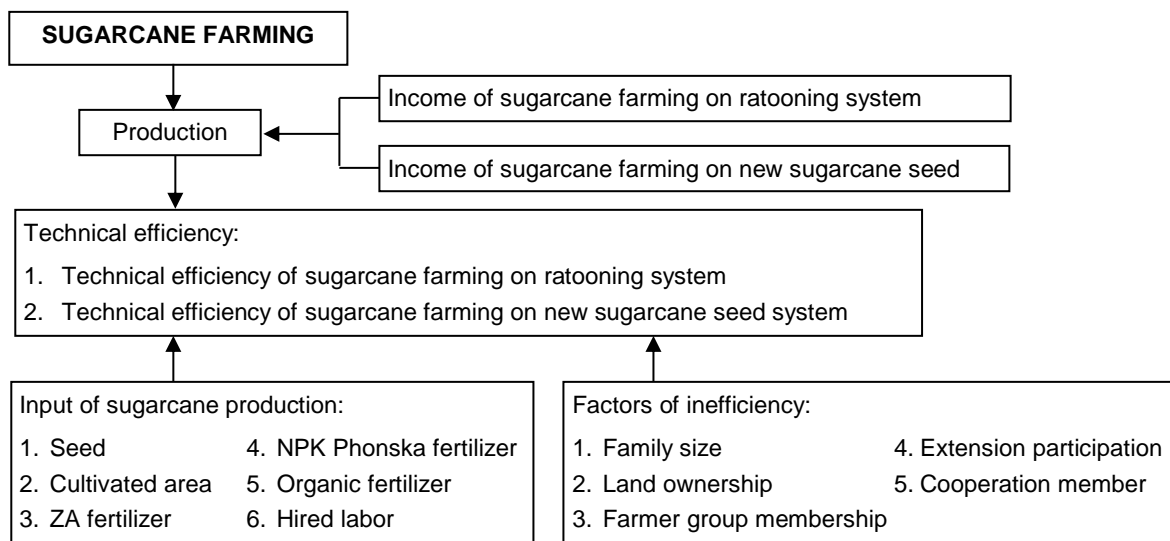 SUGARCANE FARMING
Income of sugarcane farming on ratooning system
Production
Income of sugarcane farming on new sugarcane seed
Technical efficiency:
1. Technical efficiency of sugarcane farming on ratooning system
2. Technical efficiency of sugarcane farming on new sugarcane seed system
Input of sugarcane production:
1. Seed
2. Cultivated area
3. ZA fertilizer
4. NPK Phonska fertilizer
5. Organic fertilizer
6. Hired labor
Factors of inefficiency:
1. Family size
2. Land ownership
3. Farmer group membership
4. Extension participation
5. Cooperation member